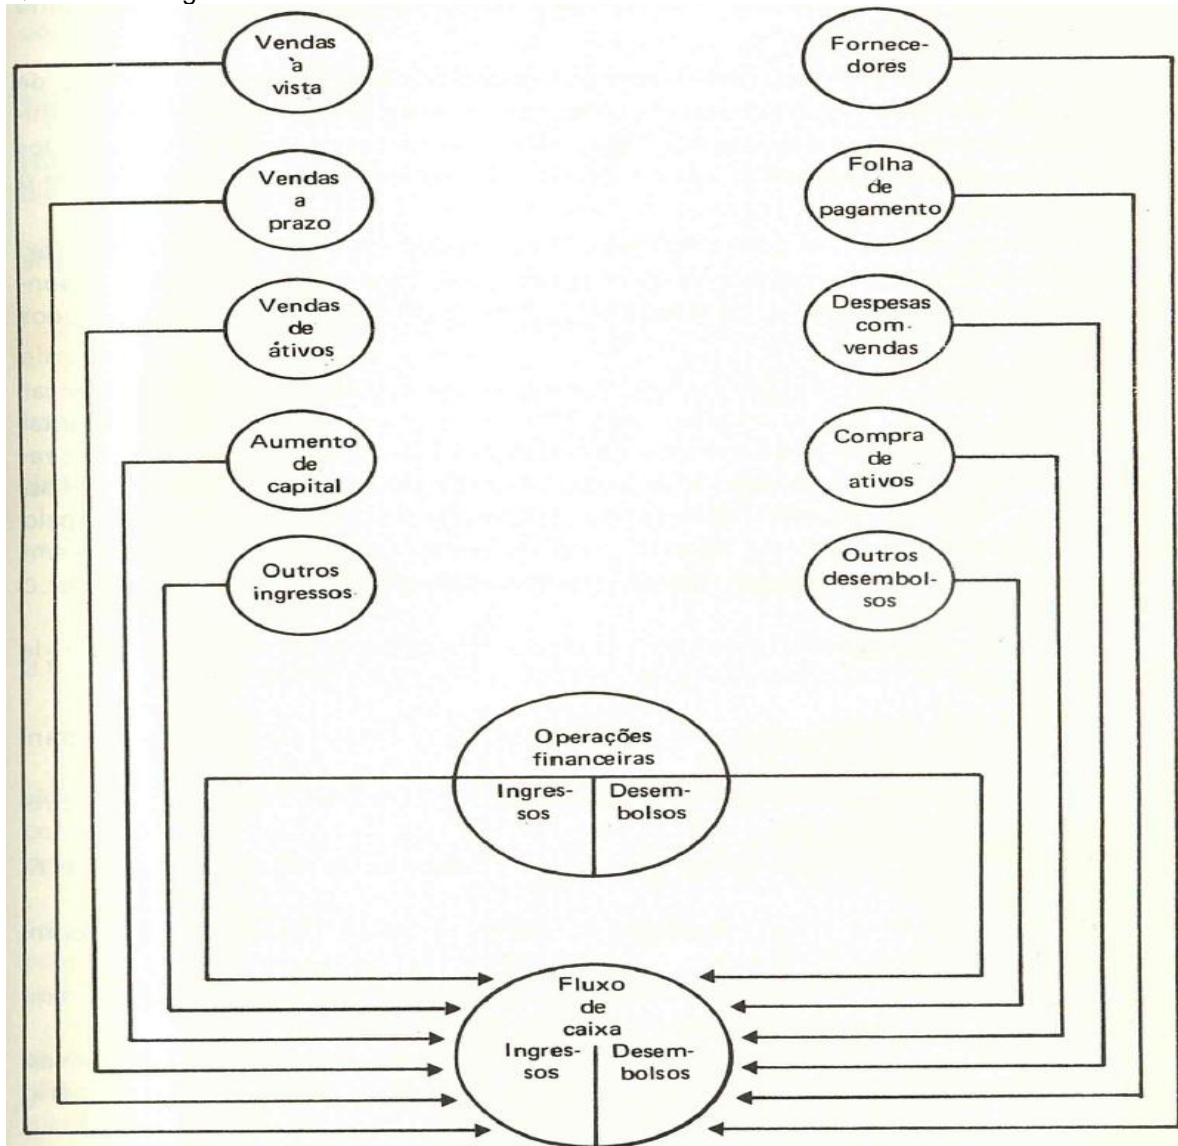 Vendas
à
vista
Fornece-
dores
Vendas
a
prazo
Folha
de
pagamento
Vendas
de
átivos
Despesas
com
vendas
Aumento
de
capital
Compra
de
ativos
Outros
ingressos
Outros
desembol-
sos
Operações
financeiras
Ingres-
sos
Desem-
bolsos
Fluxo
de
caixa
Ingres-
sos
Desem-
bolsos